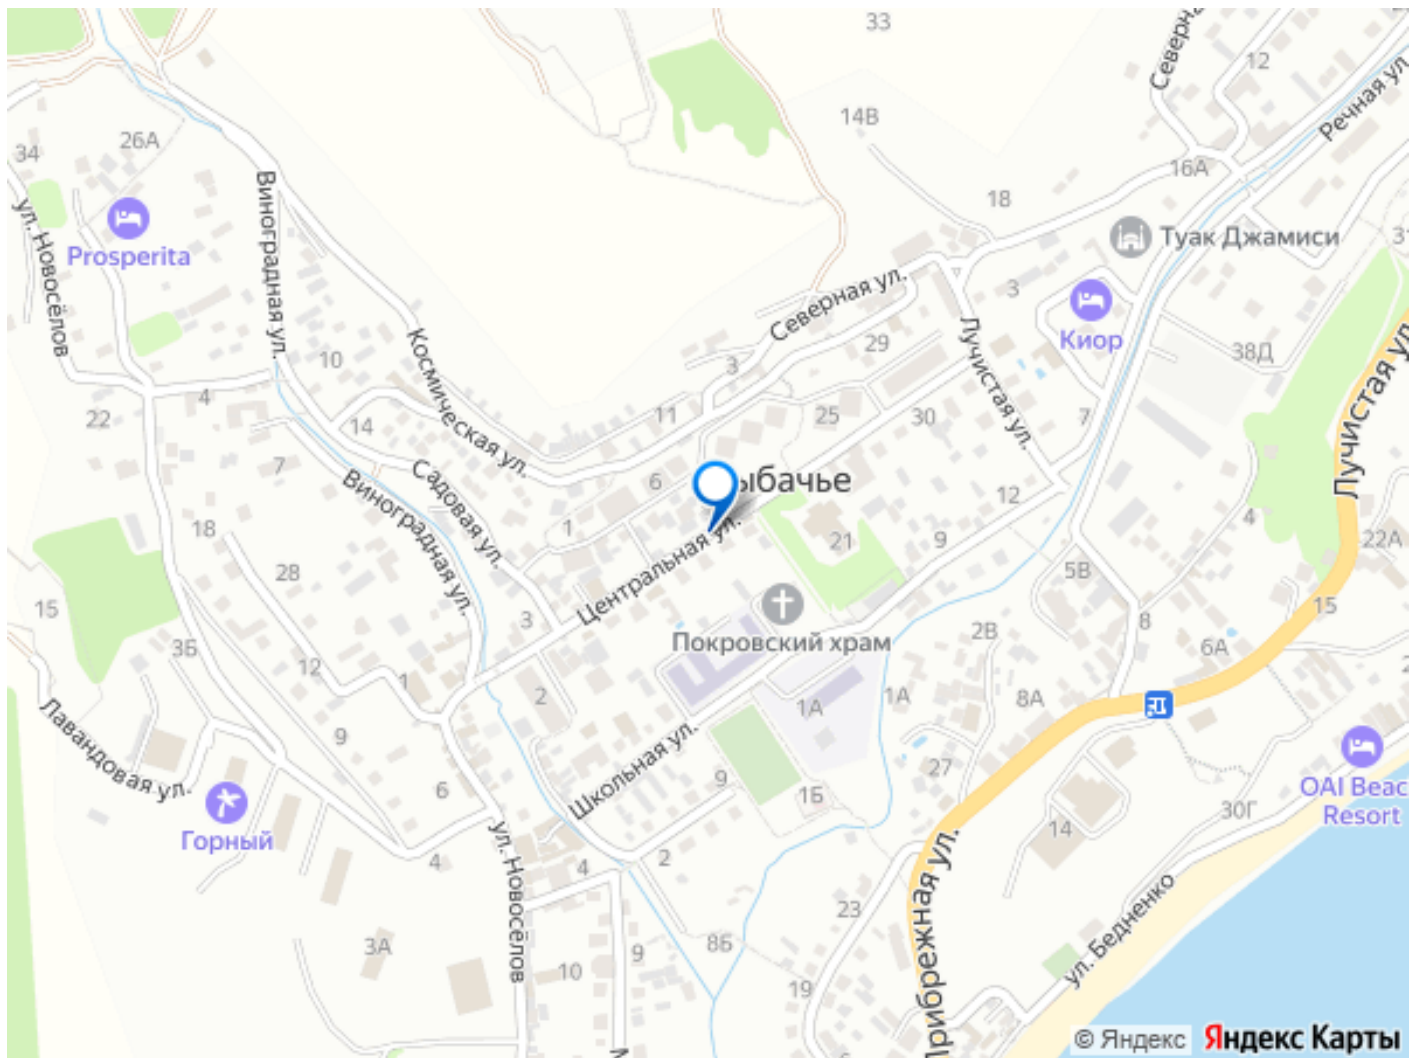 33
Северна
12
Речная ул.
14В
26А
34
16А
18
Виноградная ул.
ул. Новосёлов
Prosperita
Туак Джамиси
3
Северная ул.
Киор
Лучистая ул.
29
Космическая ул.
10
3
38Д
Лучистая ул.
4
22
11
25
30
7
14
7
Садовая ул.
6
ыбачье
12
4
Виноградная ул.
18
1
Центральная ул.
21
9
22А
28
5В
15
3
Покровский храм
2В
8
15
3Б
6А
12
1
2
1А
1А
8А
Лавандовая ул.
9
Школьная ул.
9
27
6
1Б
30Г
OAI Beac
Resort
Горный
ул. Новосёлов
14
4
4
2
Прибрежная ул.
ул. Бедненко
23
3А
8Б
9
10
19
© Яндекс Яндекс Карты